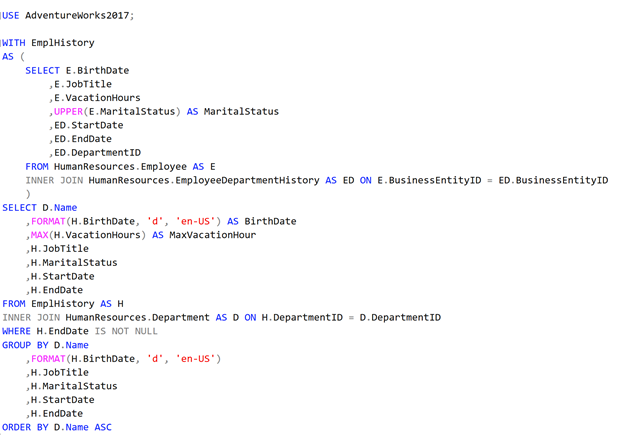 USE AdventureWorks2017;
WITH EmplHistory
AS (
SELECT E.BirthDate
,E.JobTitle
,E.VacationHours
,UPPER(E.MaritalStatus) AS MaritalStatus
,ED.StartDate
,ED.EndDate
,ED.DepartmentID
FROM HumanResources.Employee AS E
INNER JOIN HumanResources.EmployeeDepartmentHistory AS ED ON E.BusinessEntityID = ED.BusinessEntityID
)
SELECT D.Name
,FORMAT(H.BirthDate, 'd', 'en-US') AS BirthDate
,MAX(H.VacationHours) AS MaxVacationHour
,H.JobTitle
,H.MaritalStatus
,H.StartDate
,H.EndDate
FROM EmplHistory AS H
INNER JOIN HumanResources.Department AS D ON H.DepartmentID = D.DepartmentID
WHERE H.EndDate IS NOT NULL
GROUP BY D.Name
,FORMAT(H.BirthDate, 'd', 'en-US')
,H.JobTitle
,H.MaritalStatus
,H.StartDate
,H.EndDate
ORDER BY D.Name ASC